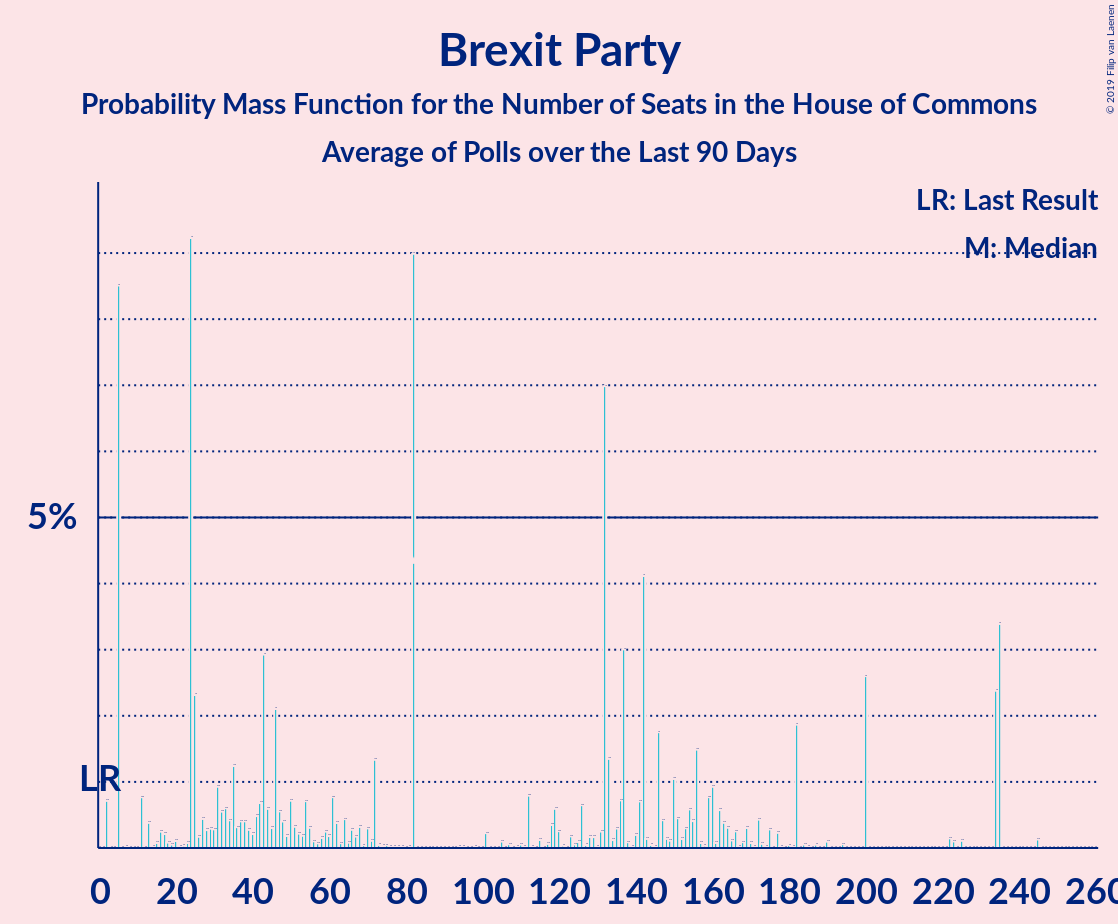 Brexit Party
Probability Mass Function for the Number of Seats in the House of Commons
Average of Polls over the Last 90 Days
© 2019 Filip van Laenen
LR: Last Result
M: Median
5%
LR
0 20 40 60 80 100 120 140 160 180 200 220 240 260